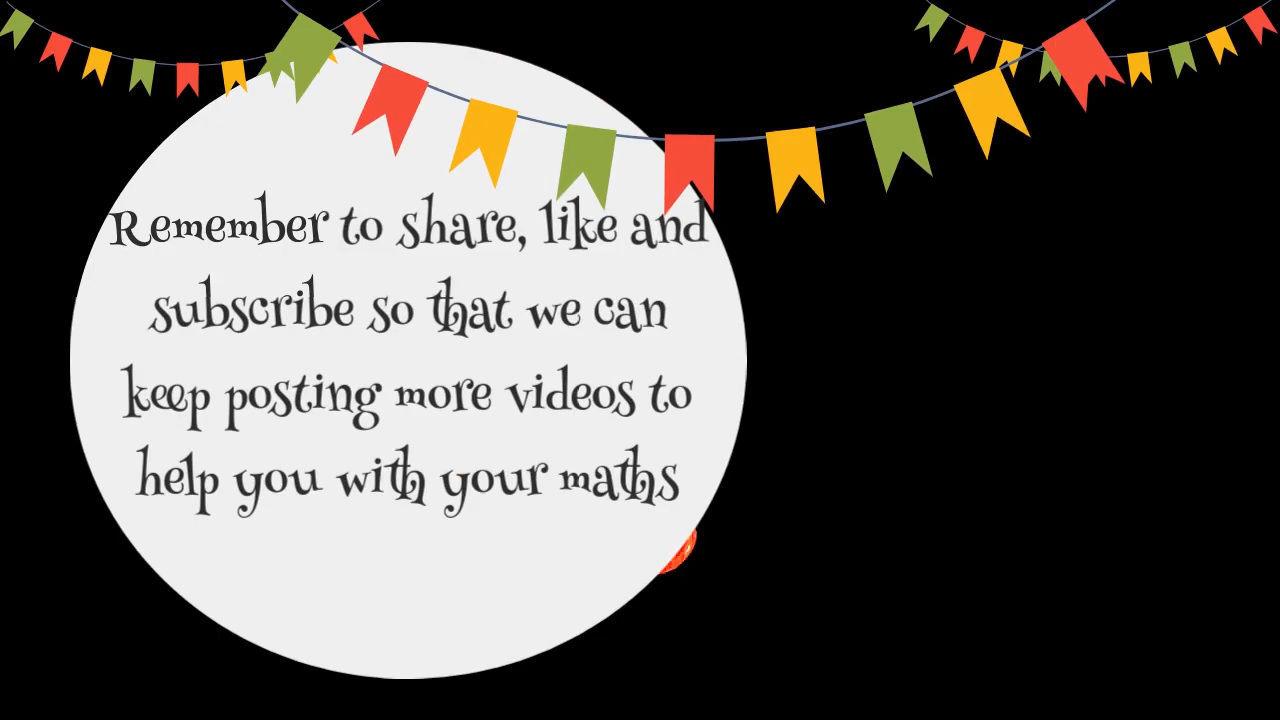 Remember to share, like and
subscribe so that we can
keep posting more videos to
help you with your maths